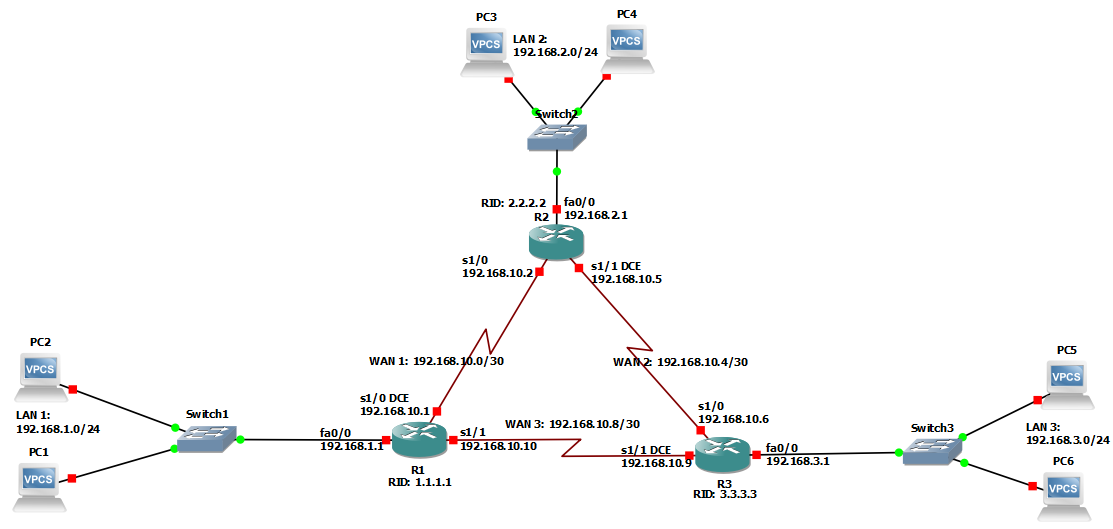 PC3
VPCS
LAN 2:
192.168.2.0/24
PC4
VPCS
Switch2
RID: 2.2.2.2
fa0/0
192.168.2.1
R2
s1/0
192.168.10.2
s1/1 DCE
192.168.10.5
WAN 1: 192.168.10.0/30
WAN 2: 192.168.10.4/30
PC2
VPCS
LAN 1:
192.168.1.0/24
PC1
VPCS
Switch1
fa0/0
192.168.1.1
s1/0 DCE
192.168.10.1
s1/1
192.168.10.10
R1
RID: 1.1.1.1
WAN 3: 192.168.10.8/30
s1/0
192.168.10.6
s1/1 DCE
192.168.10.9
fa0/0
192.168.3.1
R3
RID: 3.3.3.3
Switch3
PC5
VPCS
LAN 3:
192.168.3.0/24
PC6
VPCS